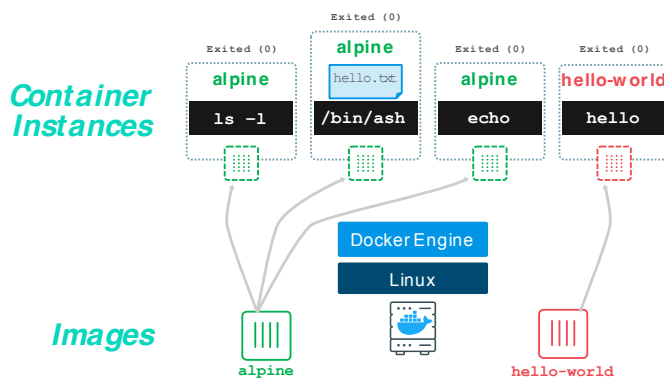 Exited (0)
Exited (0)
Exited (0)
Exited (0)
alpine
alpine
alpine
hello-world
hello.txt
Container
Instances
ls -l
/bin/ash
echo
hello
Docker Engine
Linux
Images
alpine
hello-world